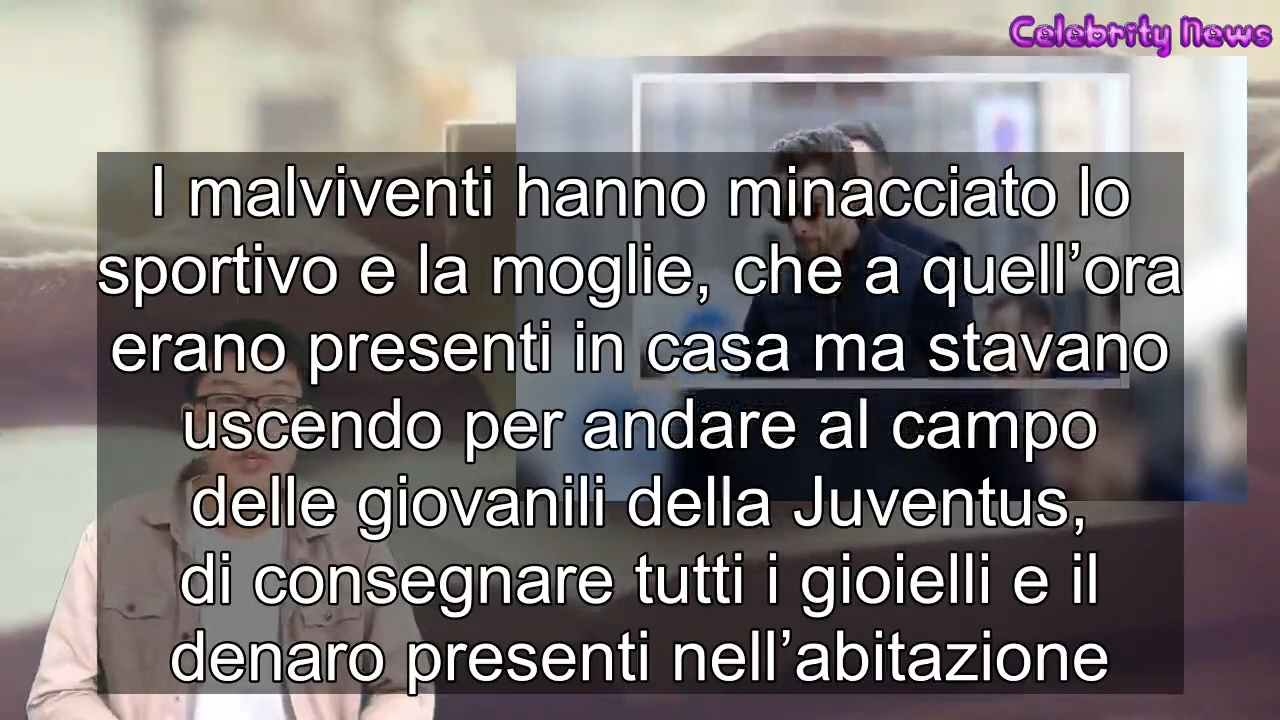 Celebrity News
I malviventi hanno minacciato lo
sportivo e la moglie, che a quell’ora
erano presenti in casa ma stavano
uscendo per andare al campo
delle giovanili della Juventus,
di consegnare tutti i gioielli e il
denaro presenti nell’abitazione